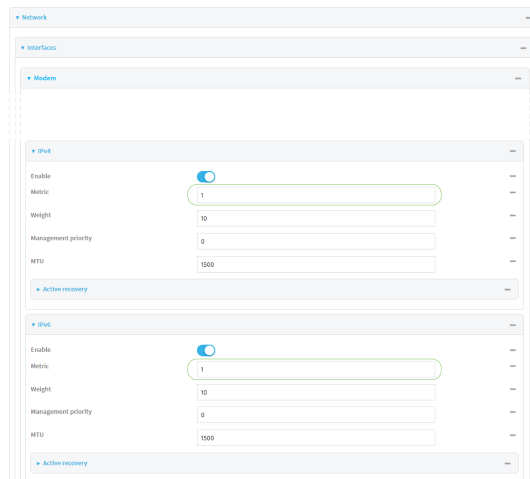 ▼ Network
▼ Interfaces
▼ Modem
▼ IPv4
Enable
Metric 1
Weight 10
Management priority 0
MTU 1500
► Active recovery
▼ IPv6
Enable
Metric 1
Weight 10
Management priority 0
MTU 1500
► Active recovery